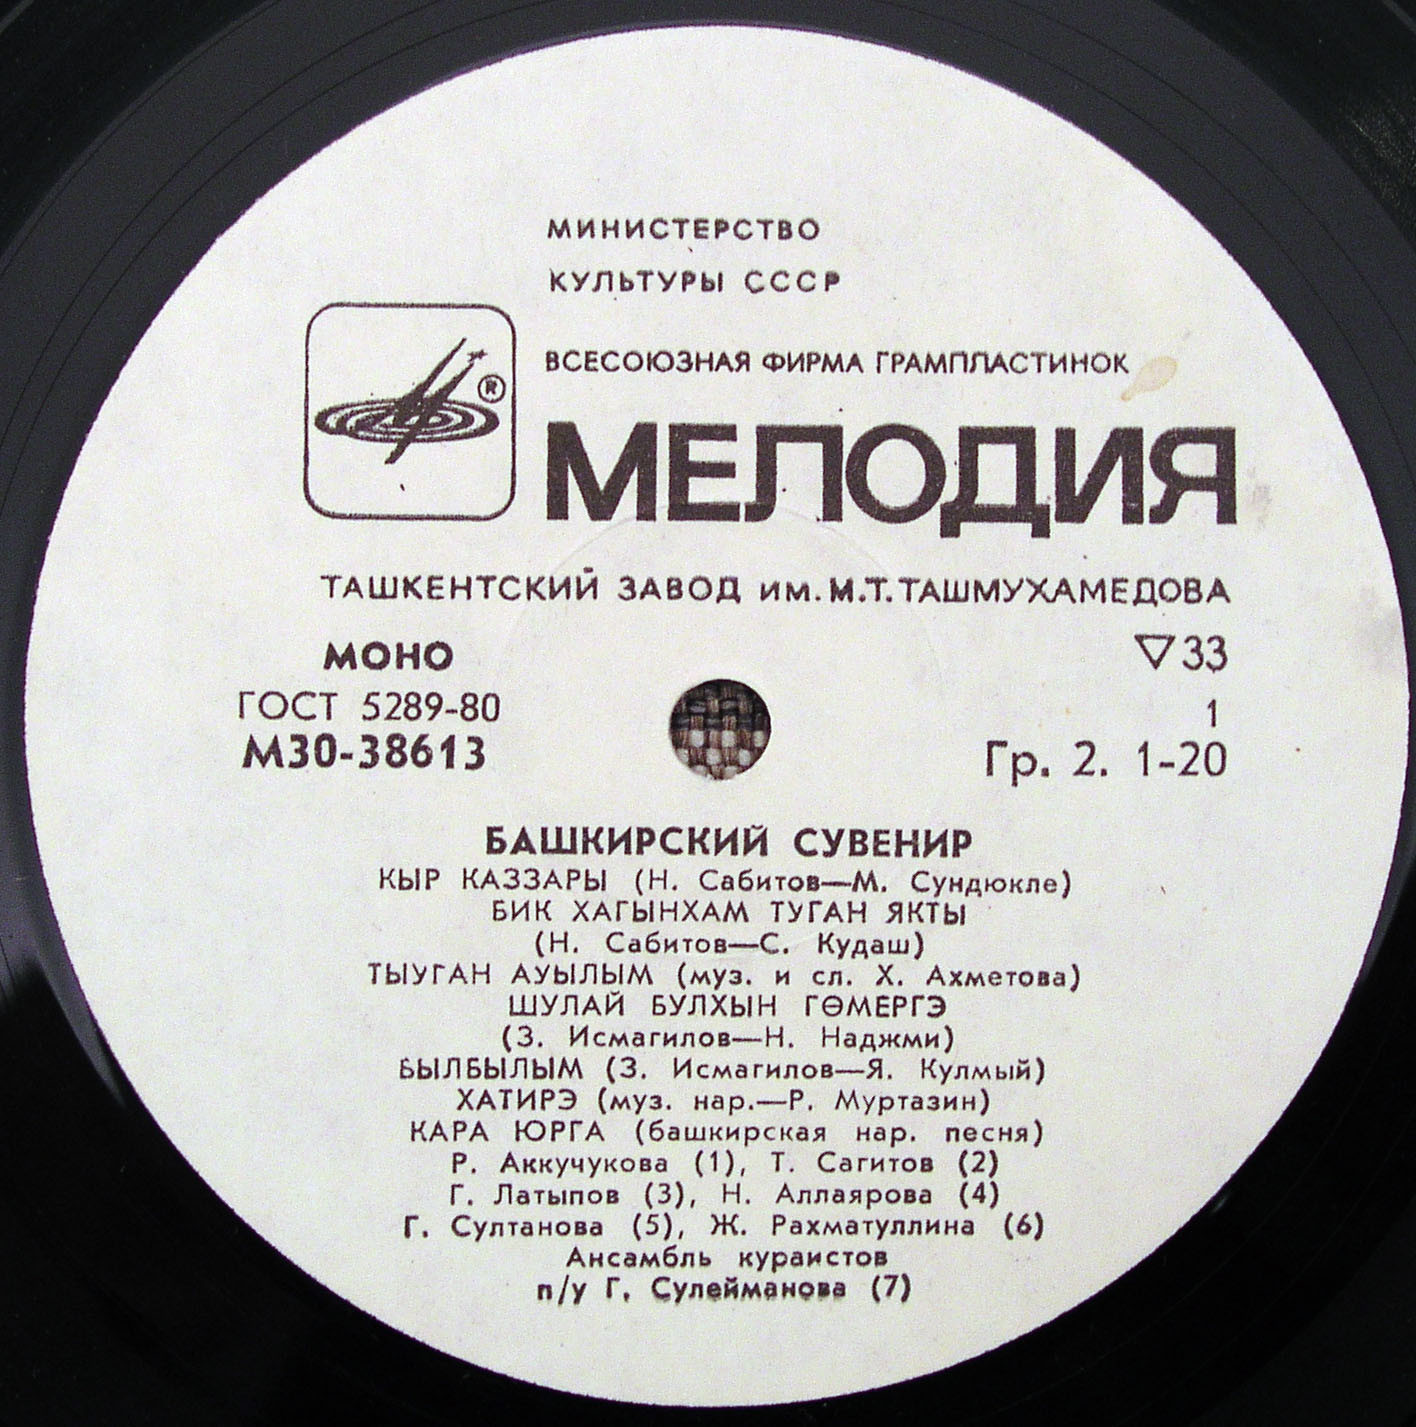 МИНИСТЕРСТВО
КУЛЬТУРЫ СССР
ВСЕСОЮЗНАЯ ФИРМА ГРАМПЛАСТИНОК
®
МЕЛОДИЯ
ТАШКЕНТСКИЙ ЗАВОД им. М.Т. ТАШМУХАМЕДОВА
МОНО ▽33
ГОСТ 5289-80 1
М30-38613 Гр. 2. 1-20
БАШКИРСКИЙ СУВЕНИР
КЫР КАЗЗАРЫ (Н. Сабитов—М. Сундюкле)
БИК ХАГЫНХАМ ТУГАН ЯКТЫ
(Н. Сабитов—С. Кудаш)
ТЫУГАН АУЫЛЫМ (муз. и сл. Х. Ахметова)
ШУЛАЙ БУЛХЫН ГӨМЕРГЭ
(З. Исмагилов—Н. Наджми)
БЫЛБЫЛЫМ (З. Исмагилов—Я. Кулмый)
ХАТИРЭ (муз. нар.—Р. Муртазин)
КАРА ЮРГА (башкирская нар. песня)
Р. Аккучукова (1), Т. Сагитов (2)
Г. Латыпов (3), Н. Аллаярова (4)
Г. Султанова (5), Ж. Рахматуллина (6)
Ансамбль кураистов
п/у Г. Сулейманова (7)